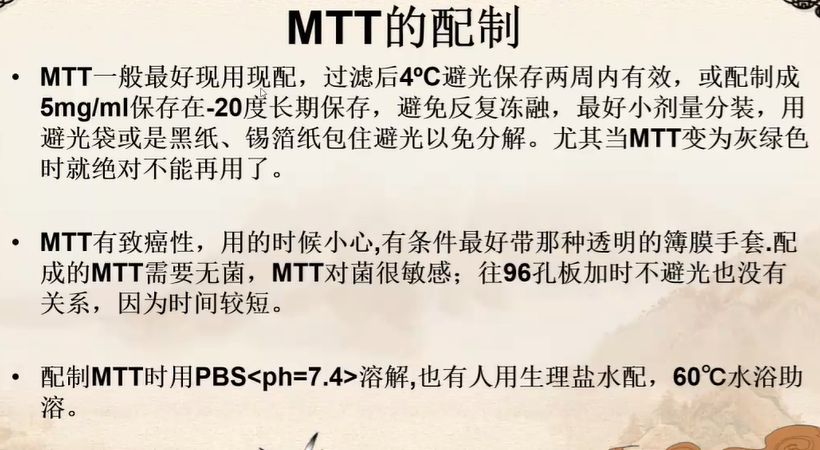 MTT的配制
• MTT一般最好现用现配，过滤后4ºC避光保存两周内有效，或配制成
5mg/ml保存在-20度长期保存，避免反复冻融，最好小剂量分装，用
避光袋或是黑纸、锡箔纸包住避光以免分解。尤其当MTT变为灰绿色
时就绝对不能再用了。
• MTT有致癌性，用的时候小心,有条件最好带那种透明的簿膜手套.配
成的MTT需要无菌，MTT对菌很敏感；往96孔板加时不避光也没有
关系，因为时间较短。
• 配制MTT时用PBS<ph=7.4>溶解,也有人用生理盐水配，60℃水浴助
溶。